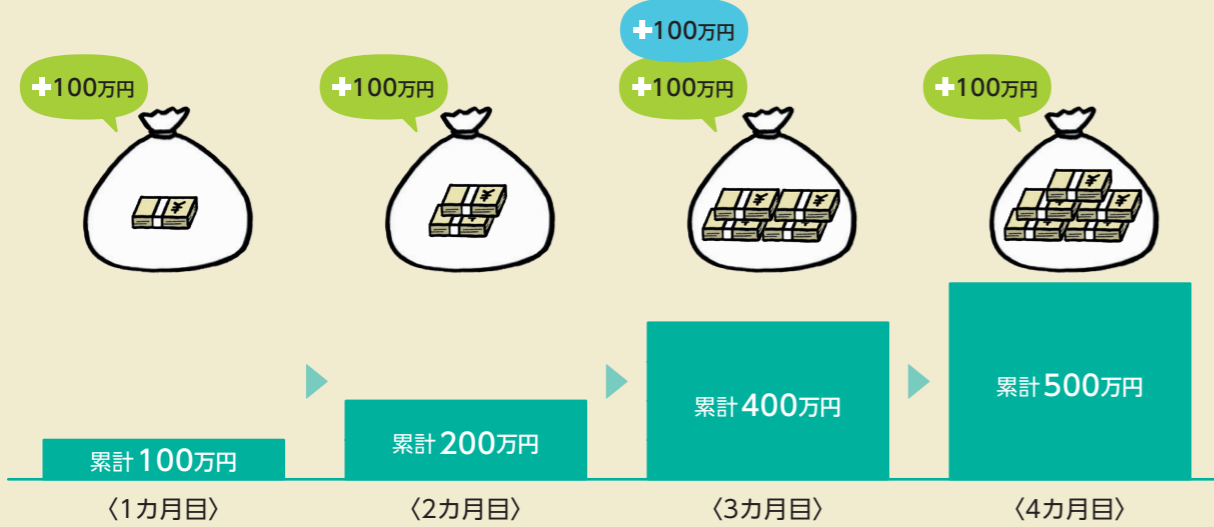 +100万円
+100万円
+100万円
+100万円
+100万円
¥
¥
¥
¥
¥
¥
累計100万円
累計200万円
累計400万円
累計500万円
〈1カ月目〉
〈2カ月目〉
〈3カ月目〉
〈4カ月目〉